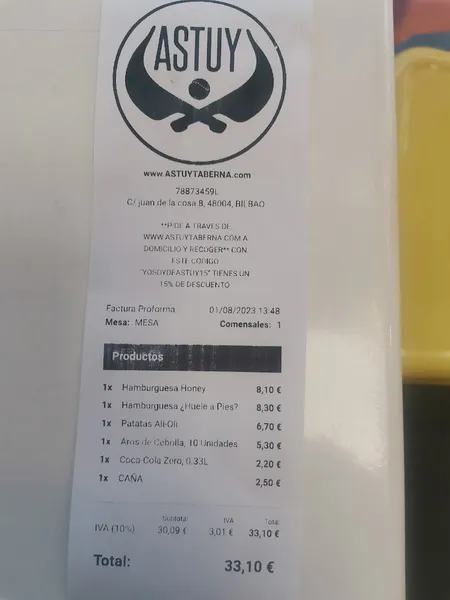 ASTUY
www.ASTUYTABERNA.com
78873459L
C/ juan de la cosa 8, 48004, BILBAO
**PIDE A TRAVES DE
WWW.ASTUYTABERNA.COM A
DOMICILIO Y RECOGER** CON
ESTE CODIGO
"YOSOYDEASTUY15" TIENES UN
15% DE DESCUENTO
Factura Proforma 01/08/2023 13:48
Mesa: MESA Comensales: 1
Productos
1x Hamburguesa Honey 8,10 €
1x Hamburguesa ¿Huele a Pies? 8,30 €
1x Patatas Ali-Oli 6,70 €
1x Aros de Cebolla, 10 Unidades 5,30 €
1x Coca-Cola Zero, 0.33L 2,20 €
1x CAÑA 2,50 €
Subtotal IVA Total
IVA (10%) 30,09 € 3,01 € 33,10 €
Total: 33,10 €